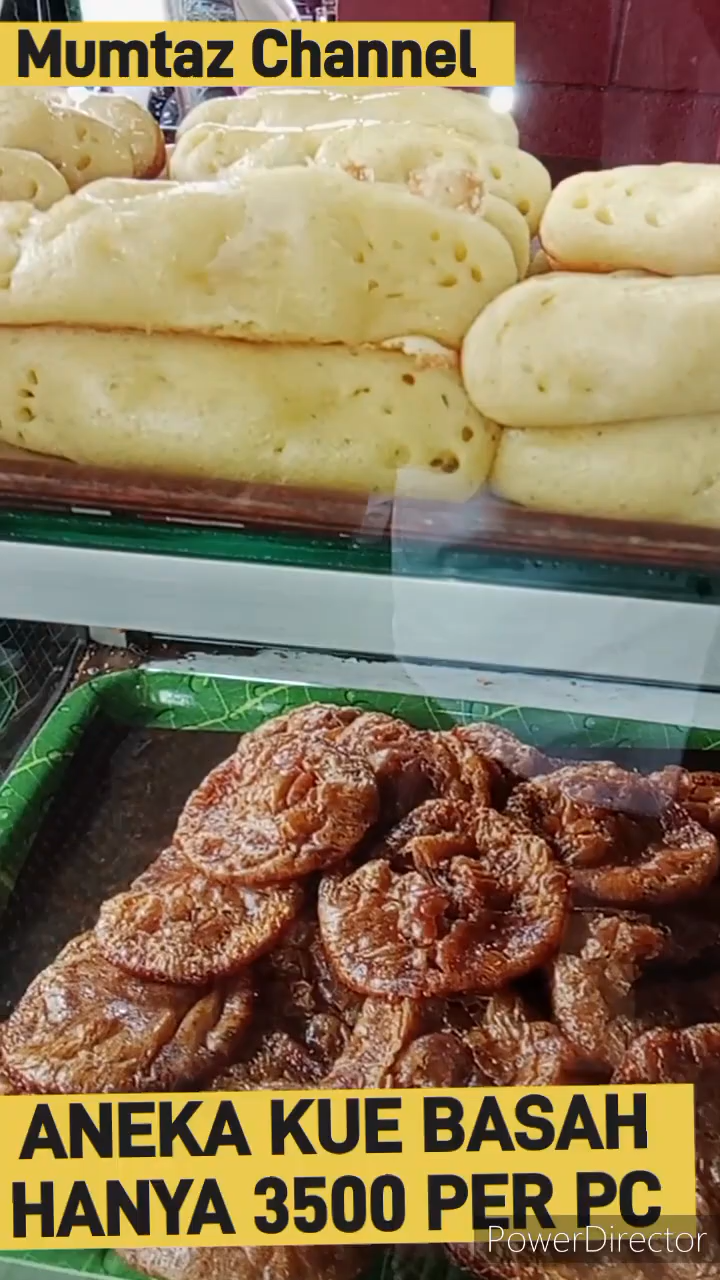 Mumtaz Channel
ANEKA KUE BASAH
HANYA 3500 PER PC
PowerDirector